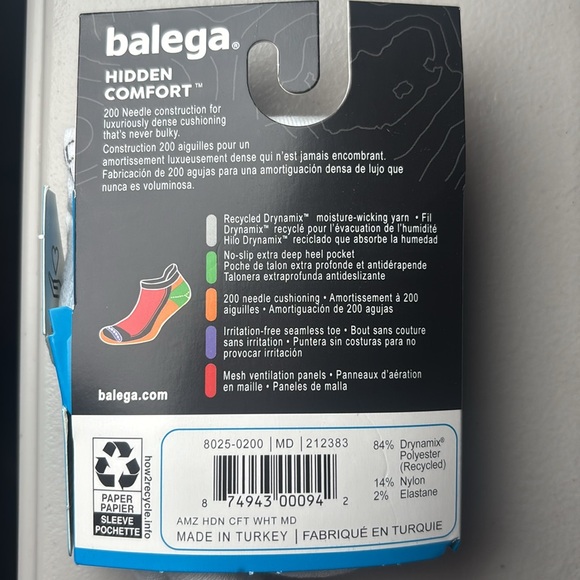 balega®
HIDDEN
COMFORT™
200 Needle construction for
luxuriously dense cushioning
that's never bulky.
Construction 200 aiguilles pour un
amortissement luxueusement dense qui n'est jamais encombrant.
Fabricación de 200 agujas para una amortiguación densa de lujo que
nunca es voluminosa.
Recycled Drynamix™ moisture-wicking yarn • Fil
Drynamix™ recyclé pour l'évacuation de l'humidité
Hilo Drynamix™ reciclado que absorbe la humedad
No-slip extra deep heel pocket
Poche de talon extra profonde et antidérapende
Talonera extraprofunda antideslizante
200 needle cushioning • Amortissement à 200
aiguilles • Amortiguación de 200 agujas
Irritation-free seamless toe • Bout sans couture
sans irritation • Puntera sin costuras para no
provocar irritación
Mesh ventilation panels • Panneaux d'aération
en maille • Paneles de malla
balega.com
how2recycle.info
PAPER
PAPIER
SLEEVE
POCHETTE
8025-0200 | MD | 212383
8 74943 00094 2
AMZ HDN CFT WHT MD
MADE IN TURKEY | FABRIQUÉ EN TURQUIE
84% Drynamix®
Polyester
(Recycled)
14% Nylon
2% Elastane